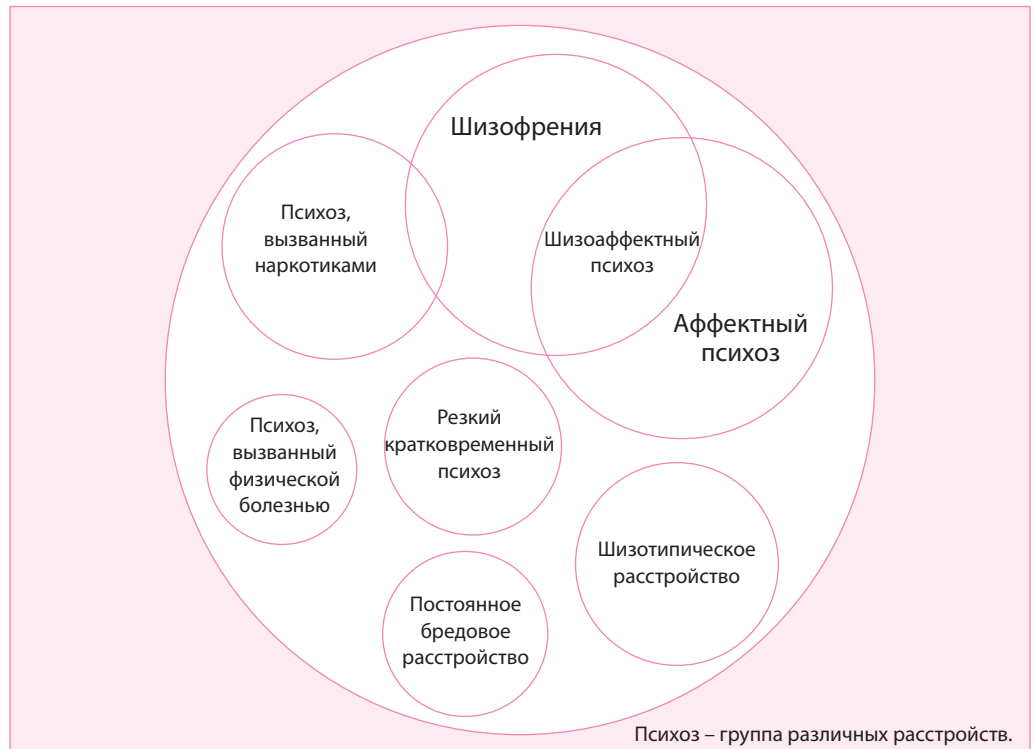 Шизофрения
Психоз,
вызванный
наркотиками
Шизоаффектный
психоз
Аффектный
психоз
Психоз,
вызванный
физической
болезнью
Резкий
кратковременный
психоз
Шизотипическое
расстройство
Постоянное
бредовое
расстройство
Психоз – группа различных расстройств.